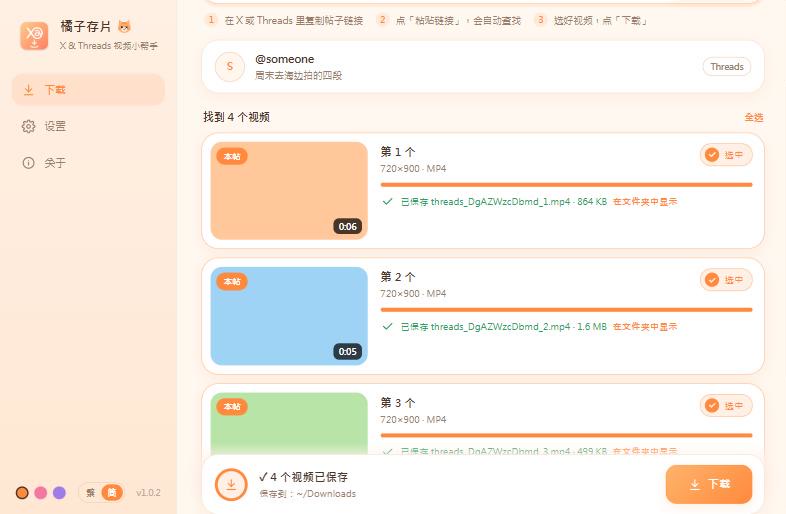 橘子存片
X & Threads 视频小帮手
下载
设置
关于
繁 简 v1.0.2
1 在 X 或 Threads 里复制帖子链接 2 点「粘贴链接」，会自动查找 3 选好视频，点「下载」
S
@someone
周末去海边拍的四段
Threads
找到 4 个视频 全选
本帖
0:06
第 1 个
720×900 · MP4
选中
已保存 threads_DgAZWzcDbmd_1.mp4 · 864 KB 在文件夹中显示
本帖
0:05
第 2 个
720×900 · MP4
选中
已保存 threads_DgAZWzcDbmd_2.mp4 · 1.6 MB 在文件夹中显示
本帖
第 3 个
720×900 · MP4
选中
已保存 threads_DgAZWzcDbmd_3.mp4 · 499 KB 在文件夹中显示
✓ 4 个视频已保存
保存到：~/Downloads
下载